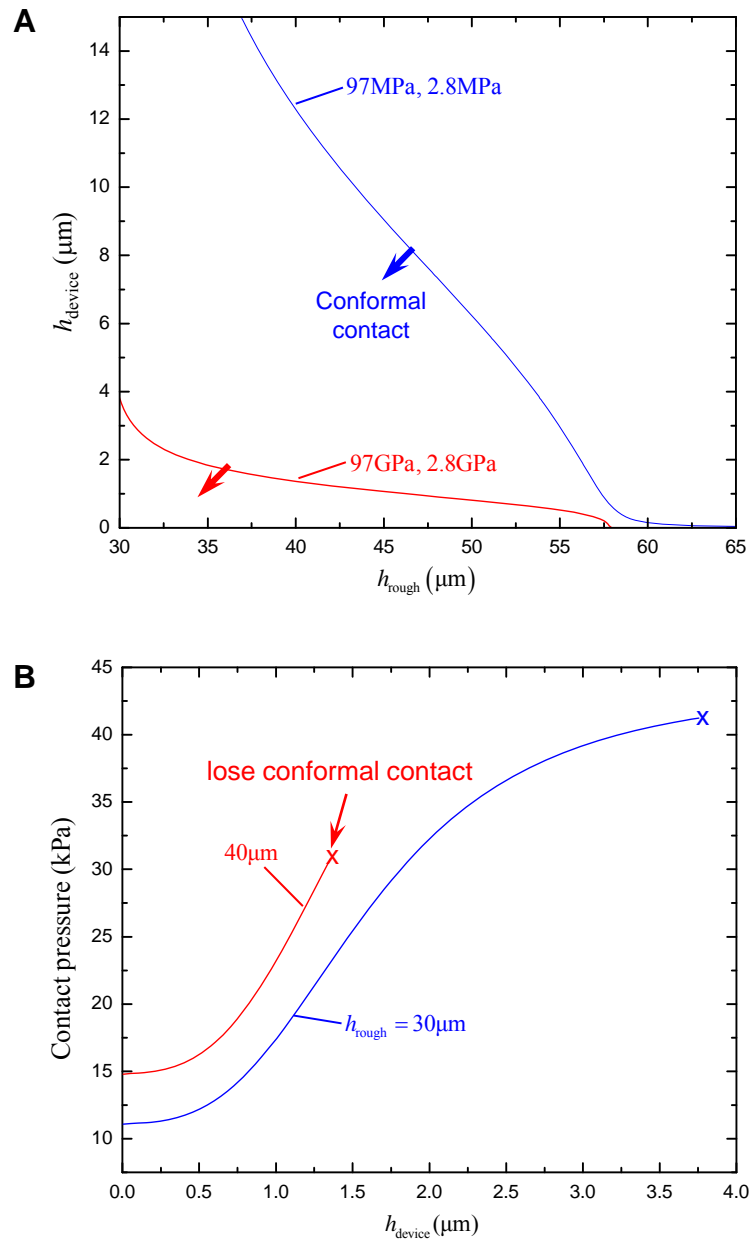 A
14
12
10
8
6
4
2
0
h_device (μm)
97MPa, 2.8MPa
Conformal
contact
97GPa, 2.8GPa
30 35 40 45 50 55 60 65
h_rough (μm)
B
45
40
35
30
25
20
15
10
Contact pressure (kPa)
x
lose conformal contact
40μm
x
h_rough = 30μm
0.0 0.5 1.0 1.5 2.0 2.5 3.0 3.5 4.0
h_device (μm)